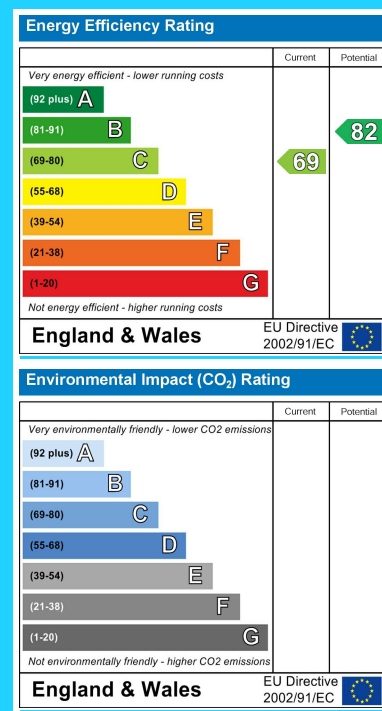 Energy Efficiency Rating
Current Potential
Very energy efficient - lower running costs
(92 plus) A
(81-91) B
82
(69-80) C
69
(55-68) D
(39-54) E
(21-38) F
(1-20) G
Not energy efficient - higher running costs
England & Wales
EU Directive
2002/91/EC
Environmental Impact (CO₂) Rating
Current Potential
Very environmentally friendly - lower CO2 emissions
(92 plus) A
(81-91) B
(69-80) C
(55-68) D
(39-54) E
(21-38) F
(1-20) G
Not environmentally friendly - higher CO2 emissions
England & Wales
EU Directive
2002/91/EC